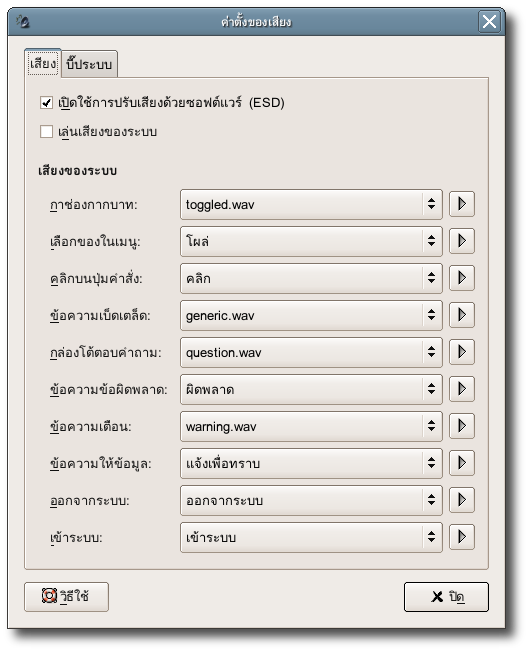 ค่าตั้งของเสียง
เสียง บี๊ประบบ
เปิดใช้การปรับเสียงด้วยซอฟต์แวร์ (ESD)
เล่นเสียงของระบบ
เสียงของระบบ
กาช่องกากบาท: toggled.wav
เลือกของในเมนู: โผล่
คลิกบนปุ่มคำสั่ง: คลิก
ข้อความเบ็ดเตล็ด: generic.wav
กล่องโต้ตอบคำถาม: question.wav
ข้อความข้อผิดพลาด: ผิดพลาด
ข้อความเตือน: warning.wav
ข้อความให้ข้อมูล: แจ้งเพื่อทราบ
ออกจากระบบ: ออกจากระบบ
เข้าระบบ: เข้าระบบ
วิธีใช้ ปิด